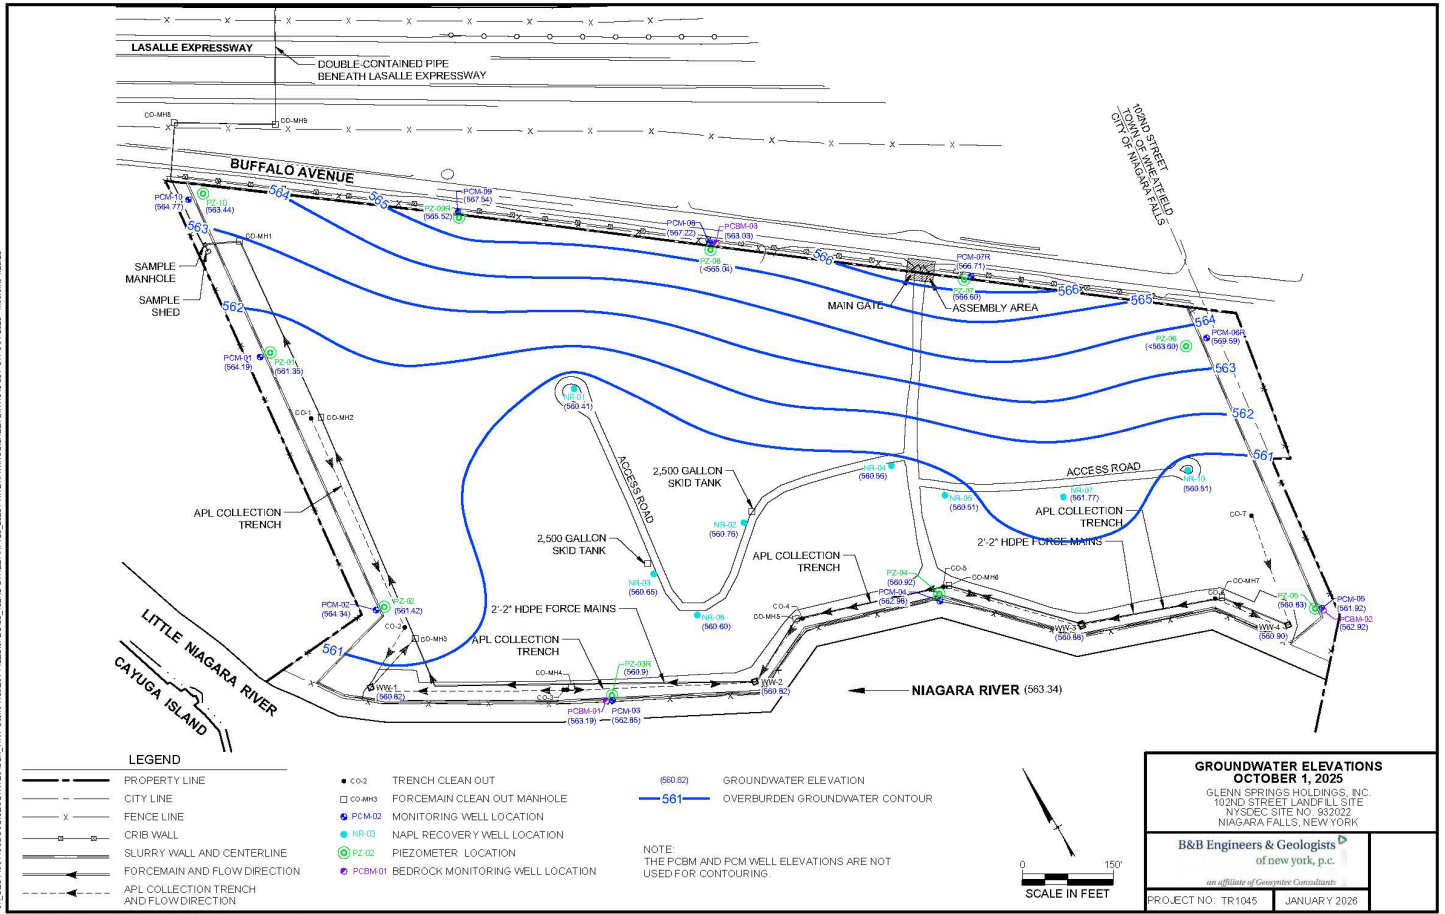 LASALLE EXPRESSWAY
DOUBLE-CONTAINED PIPE
BENEATH LASALLE EXPRESSWAY
CO-MH8
CO-MH9
102ND STREET
TOWN OF WHEATFIELD
CITY OF NIAGARA FALLS
BUFFALO AVENUE
PCM-10
(564.77)
PZ-10
(563.44)
564
565
PZ-09R
(565.52)
PCM-09
(567.54)
PCM-08
(567.22)
PCBM-03
(563.03)
PZ-08
(<565.04)
566
PCM-07R
(566.71)
PZ-07
(566.60)
566
565
MAIN GATE
ASSEMBLY AREA
563
CO-MH1
SAMPLE
MANHOLE
SAMPLE
SHED
562
564
PCM-06R
(569.59)
PZ-06
(<563.60)
563
562
561
PCM-01
(564.19)
PZ-01
(561.35)
CO-1
CO-MH2
NR-01
(560.41)
ACCESS ROAD
2,500 GALLON
SKID TANK
NR-04
(560.56)
ACCESS ROAD
NR-10
(560.51)
NR-05
(560.51)
NR-07
(561.77)
APL COLLECTION
TRENCH
APL COLLECTION
TRENCH
CO-7
NR-02
(560.76)
2,500 GALLON
SKID TANK
2'-2" HDPE FORCE MAINS
APL COLLECTION
TRENCH
NR-03
(560.65)
PZ-04
(560.92)
CO-5
CO-MH6
PCM-04
(562.96)
CO-6
CO-MH7
PZ-05
(560.83)
PCM-05
(561.92)
PCBM-02
(562.92)
PCM-02
(564.34)
PZ-02
(561.42)
CO-2
CO-MH3
2'-2" HDPE FORCE MAINS
NR-06
(560.60)
CO-4
CO-MH5
WW-3
(560.88)
WW-4
(560.90)
561
APL COLLECTION
TRENCH
CO-MH4
CO-3
PZ-03R
(560.9)
WW-1
(560.82)
WW-2
(560.82)
PCBM-01
(563.19)
PCM-03
(562.85)
NIAGARA RIVER (563.34)
LITTLE NIAGARA RIVER
CAYUGA ISLAND
LEGEND
PROPERTY LINE
CITY LINE
FENCE LINE
CRIB WALL
SLURRY WALL AND CENTERLINE
FORCEMAIN AND FLOW DIRECTION
APL COLLECTION TRENCH
AND FLOW DIRECTION
CO-2 TRENCH CLEAN OUT
CO-MH3 FORCEMAIN CLEAN OUT MANHOLE
PCM-02 MONITORING WELL LOCATION
NR-03 NAPL RECOVERY WELL LOCATION
PZ-02 PIEZOMETER LOCATION
PCBM-01 BEDROCK MONITORING WELL LOCATION
(560.82) GROUNDWATER ELEVATION
561 OVERBURDEN GROUNDWATER CONTOUR
NOTE:
THE PCBM AND PCM WELL ELEVATIONS ARE NOT
USED FOR CONTOURING.
0 150'
SCALE IN FEET
GROUNDWATER ELEVATIONS
OCTOBER 1, 2025
GLENN SPRINGS HOLDINGS, INC.
102ND STREET LANDFILL SITE
NYSDEC SITE NO. 932022
NIAGARA FALLS, NEW YORK
B&B Engineers & Geologists
of new york, p.c.
an affiliate of Geosyntec Consultants
PROJECT NO: TR1045
JANUARY 2026